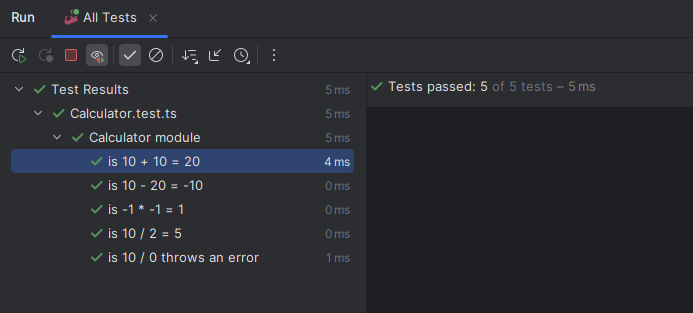 Run All Tests
Test Results 5 ms
Tests passed: 5 of 5 tests – 5 ms
Calculator.test.ts 5 ms
Calculator module 5 ms
is 10 + 10 = 20 4 ms
is 10 - 20 = -10 0 ms
is -1 * -1 = 1 0 ms
is 10 / 2 = 5 0 ms
is 10 / 0 throws an error 1 ms